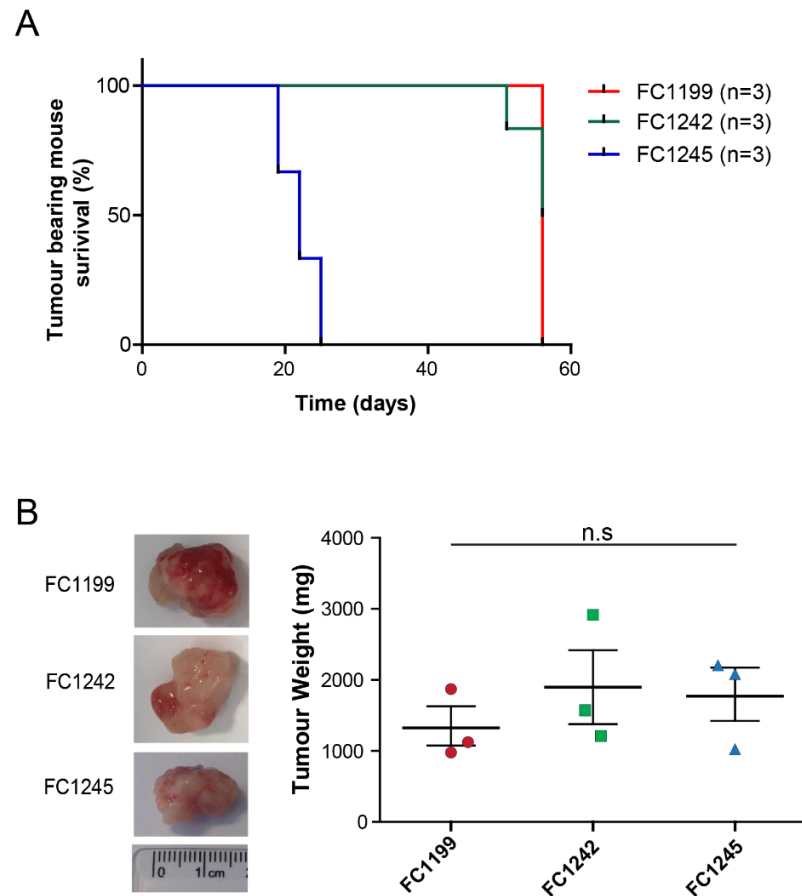 A
100
50
0
0
20
40
60
Tumour bearing mouse
surivival (%)
Time (days)
FC1199 (n=3)
FC1242 (n=3)
FC1245 (n=3)
B
FC1199
FC1242
FC1245
0 1 cm
4000
3000
2000
1000
0
Tumour Weight (mg)
n.s
FC1199
FC1242
FC1245